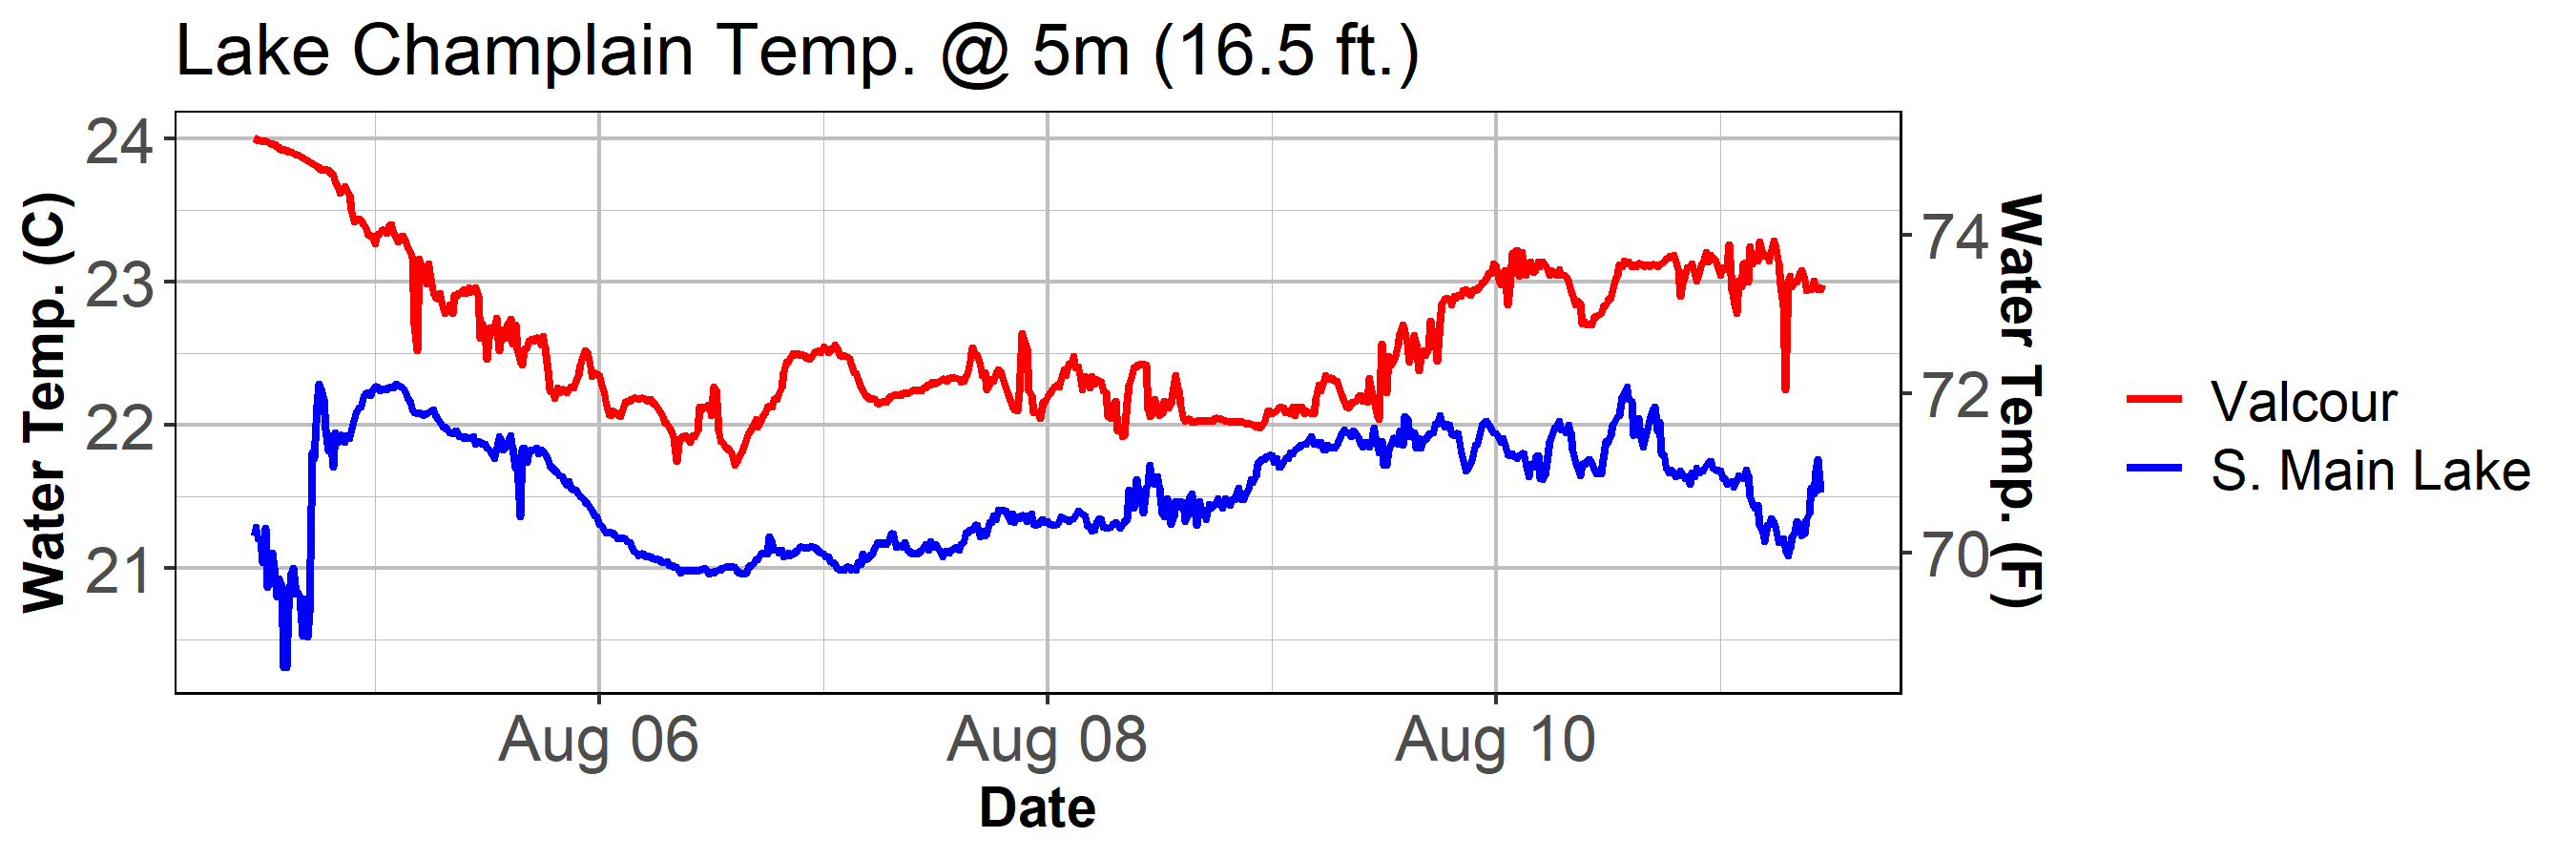 Lake Champlain Temp. @ 5m (16.5 ft.)
Water Temp. (C)
24
23
22
21
74
72
70
Water Temp. (F)
Aug 06
Aug 08
Aug 10
Date
Valcour
S. Main Lake